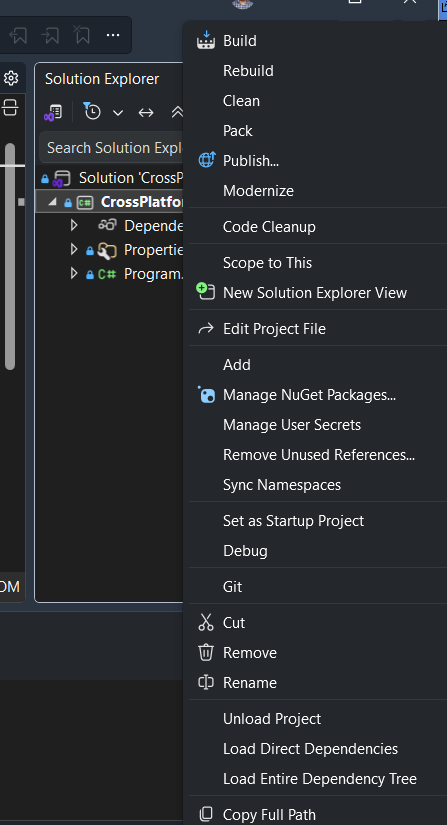 Build
Rebuild
Clean
Pack
Publish...
Modernize
Code Cleanup
Scope to This
New Solution Explorer View
Edit Project File
Add
Manage NuGet Packages...
Manage User Secrets
Remove Unused References...
Sync Namespaces
Set as Startup Project
Debug
Git
Cut
Remove
Rename
Unload Project
Load Direct Dependencies
Load Entire Dependency Tree
Copy Full Path
Solution Explorer
Search Solution Expl
Solution 'CrossP
C# CrossPlatfor
Depende
Propertie
C# Program.
OM